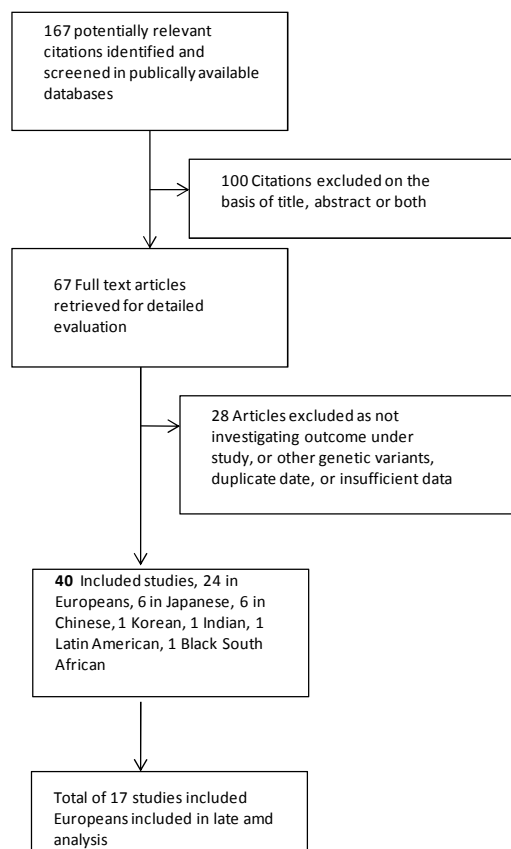 167 potentially relevant
citations identified and
screened in publically available
databases
100 Citations excluded on the
basis of title, abstract or both
67 Full text articles
retrieved for detailed
evaluation
28 Articles excluded as not
investigating outcome under
study, or other genetic variants,
duplicate date, or insufficient data
40 Included studies, 24 in
Europeans, 6 in Japanese, 6 in
Chinese, 1 Korean, 1 Indian, 1
Latin American, 1 Black South
African
Total of 17 studies included
Europeans included in late amd
analysis